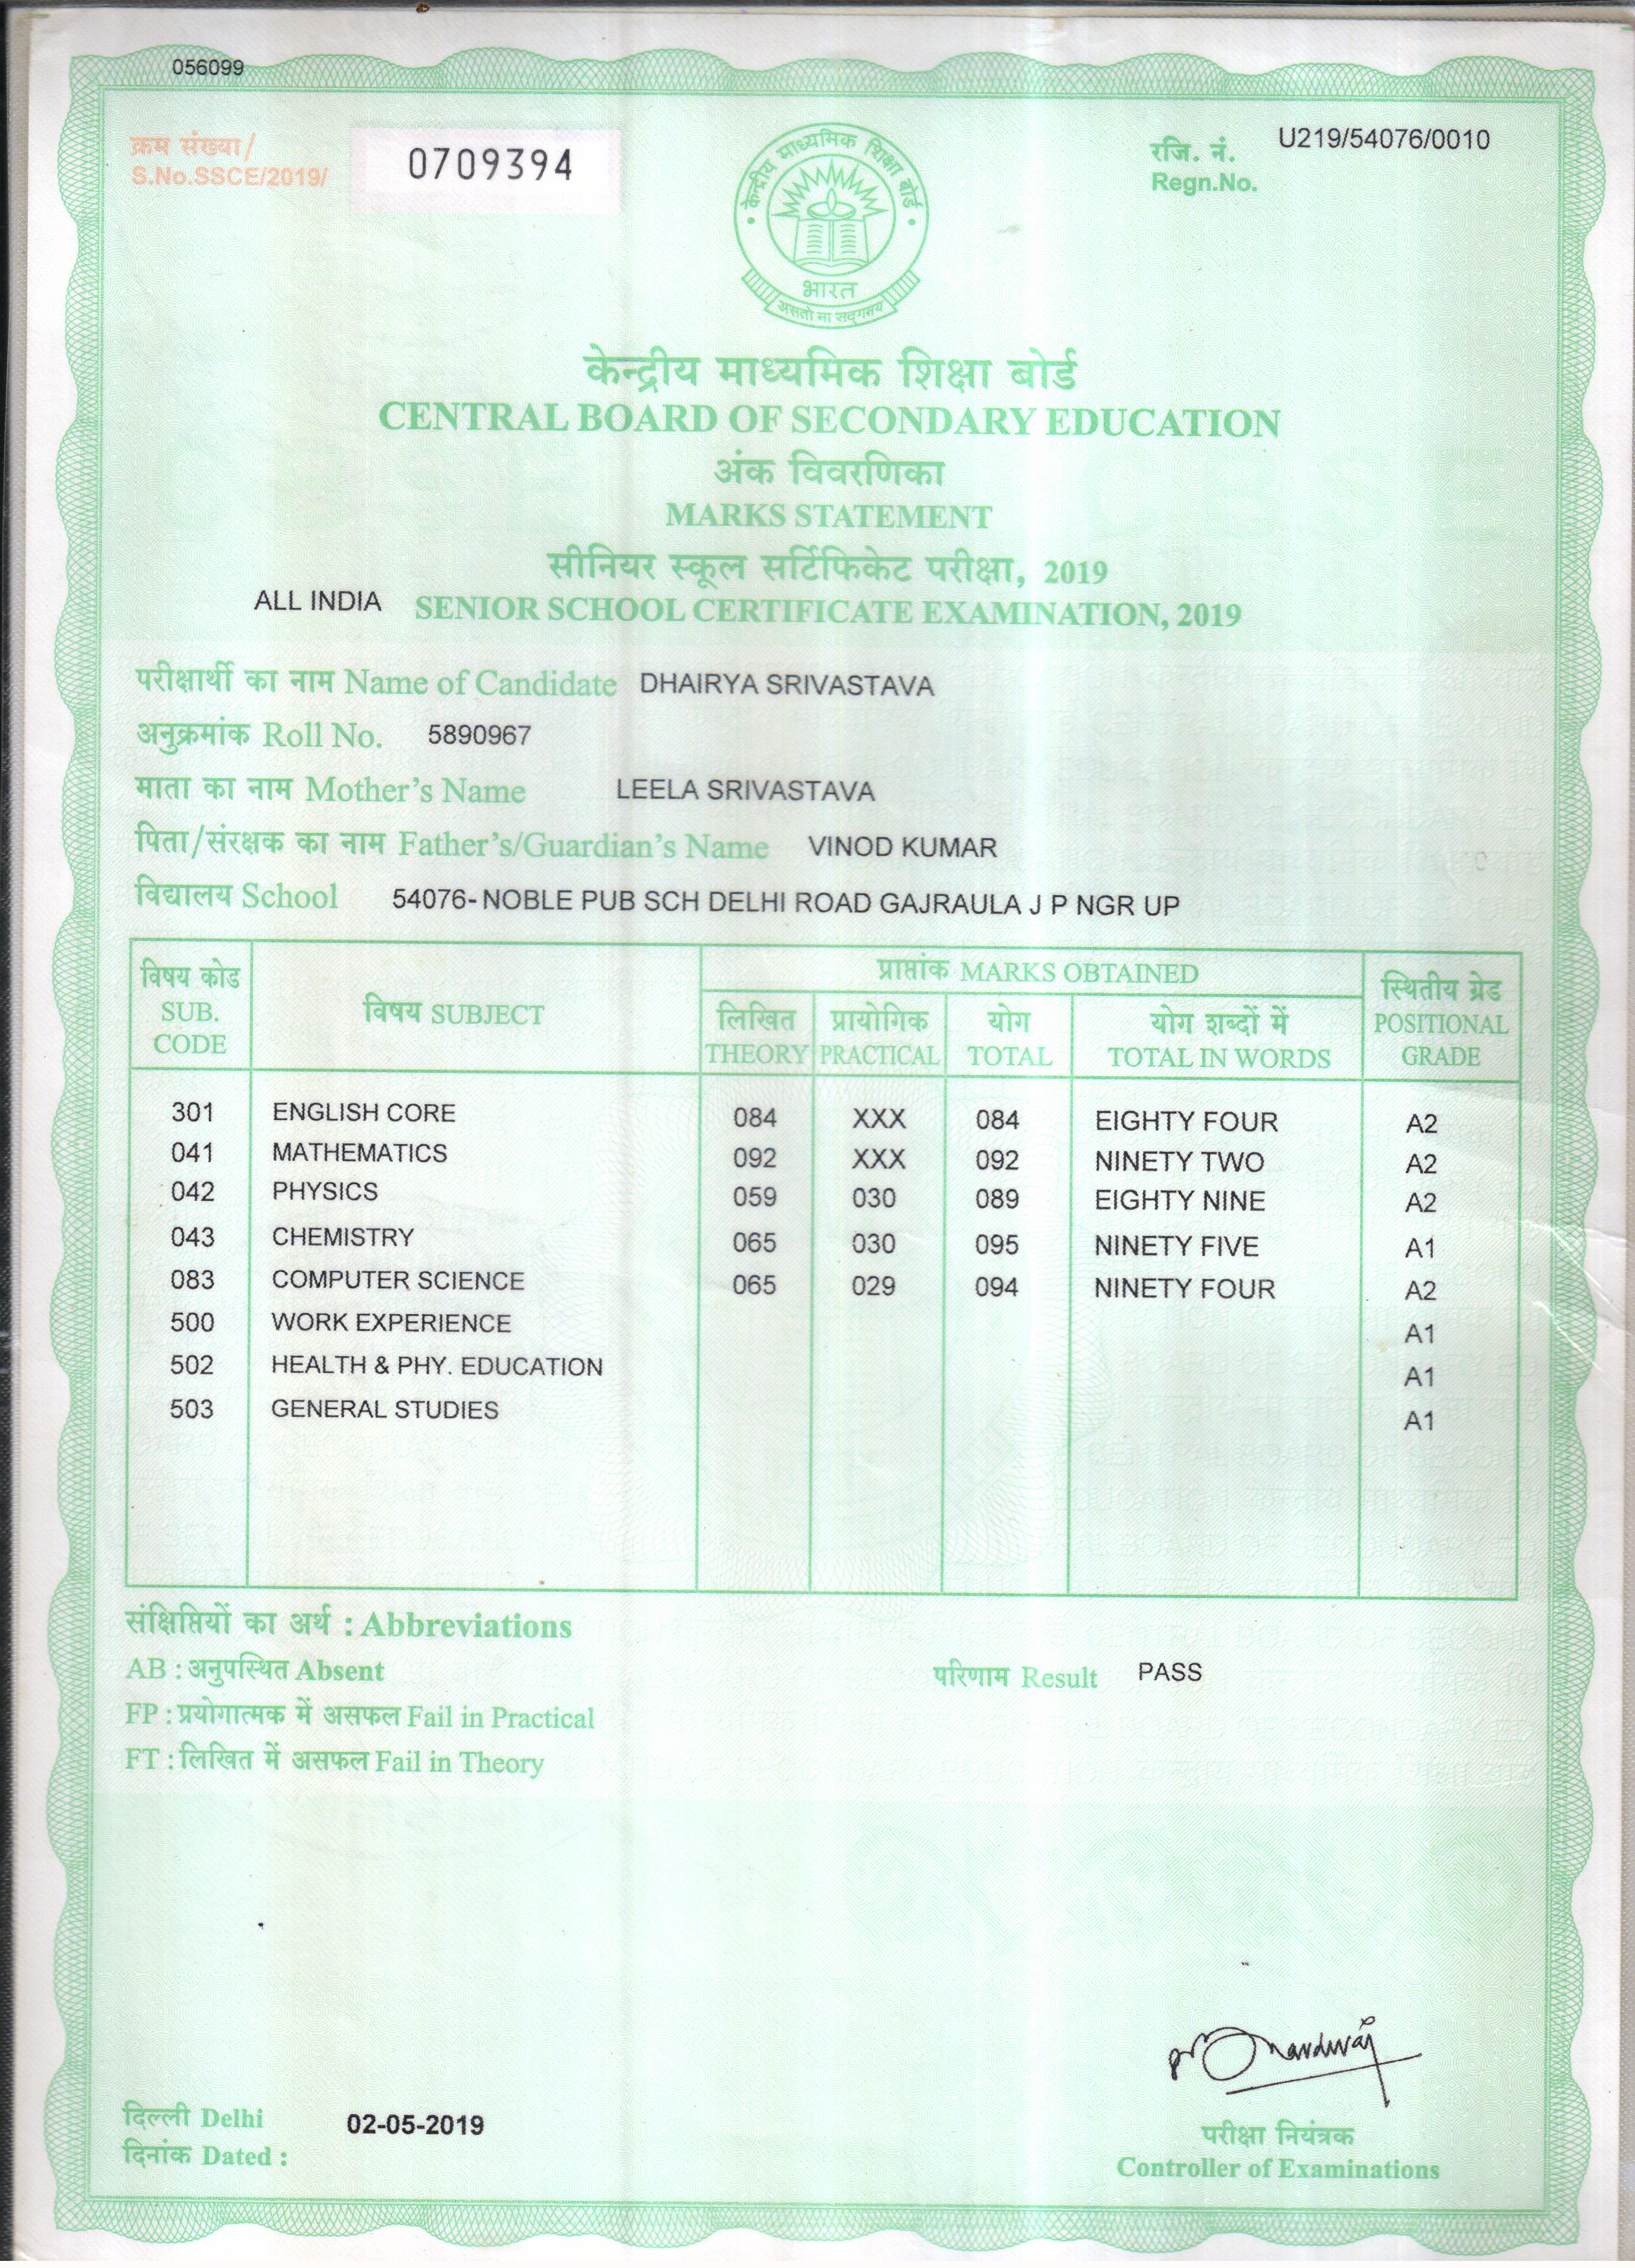 056099
क्रम संख्या/
S.No.SSCE/2019/
0709394
रजि. नं.
Regn.No.
U219/54076/0010
केन्द्रीय माध्यमिक शिक्षा बोर्ड
भारत
असतो मा सद्गमय
केन्द्रीय माध्यमिक शिक्षा बोर्ड
CENTRAL BOARD OF SECONDARY EDUCATION
अंक विवरणिका
MARKS STATEMENT
सीनियर स्कूल सर्टिफिकेट परीक्षा, 2019
ALL INDIA SENIOR SCHOOL CERTIFICATE EXAMINATION, 2019
परीक्षार्थी का नाम Name of Candidate DHAIRYA SRIVASTAVA
अनुक्रमांक Roll No. 5890967
माता का नाम Mother's Name LEELA SRIVASTAVA
पिता/संरक्षक का नाम Father's/Guardian's Name VINOD KUMAR
विद्यालय School 54076- NOBLE PUB SCH DELHI ROAD GAJRAULA J P NGR UP
विषय कोड
SUB.
CODE
विषय SUBJECT
प्राप्तांक MARKS OBTAINED
लिखित
THEORY
प्रायोगिक
PRACTICAL
योग
TOTAL
योग शब्दों में
TOTAL IN WORDS
स्थितीय ग्रेड
POSITIONAL
GRADE
301 ENGLISH CORE 084 XXX 084 EIGHTY FOUR A2
041 MATHEMATICS 092 XXX 092 NINETY TWO A2
042 PHYSICS 059 030 089 EIGHTY NINE A2
043 CHEMISTRY 065 030 095 NINETY FIVE A1
083 COMPUTER SCIENCE 065 029 094 NINETY FOUR A2
500 WORK EXPERIENCE A1
502 HEALTH & PHY. EDUCATION A1
503 GENERAL STUDIES A1
संक्षिप्तियों का अर्थ : Abbreviations
AB : अनुपस्थित Absent
परिणाम Result PASS
FP : प्रयोगात्मक में असफल Fail in Practical
FT : लिखित में असफल Fail in Theory
दिल्ली Delhi
दिनांक Dated :
02-05-2019
परीक्षा नियंत्रक
Controller of Examinations